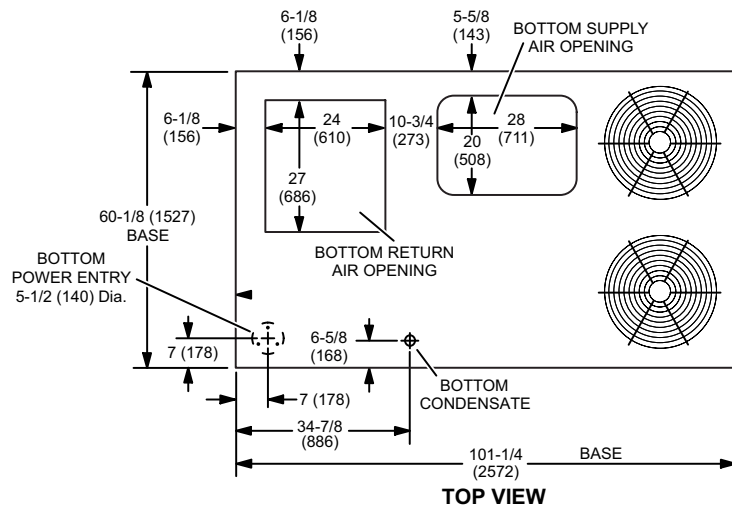 6-1/8
(156)
5-5/8
(143)
BOTTOM SUPPLY
AIR OPENING
6-1/8
(156)
24
(610)
10-3/4
(273)
28
(711)
20
(508)
27
(686)
60-1/8 (1527)
BASE
BOTTOM RETURN
AIR OPENING
BOTTOM
POWER ENTRY
5-1/2 (140) Dia.
7 (178)
6-5/8
(168)
BOTTOM
CONDENSATE
7 (178)
34-7/8
(886)
101-1/4
(2572)
BASE
TOP VIEW